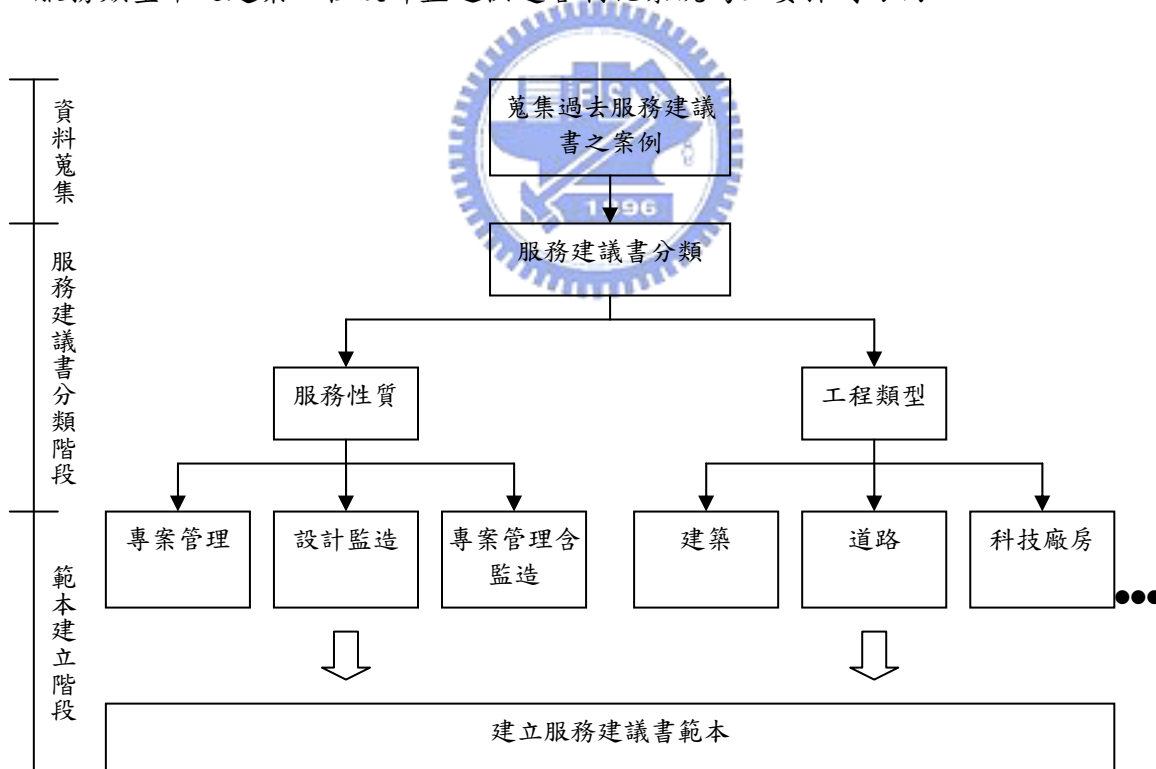 資料蒐集
蒐集過去服務建議
書之案例
1896
服務建議書分類階段
服務建議書分類
服務性質
工程類型
範本建立階段
專案管理
設計監造
專案管理含
監造
建築
道路
科技廠房
●●●
建立服務建議書範本